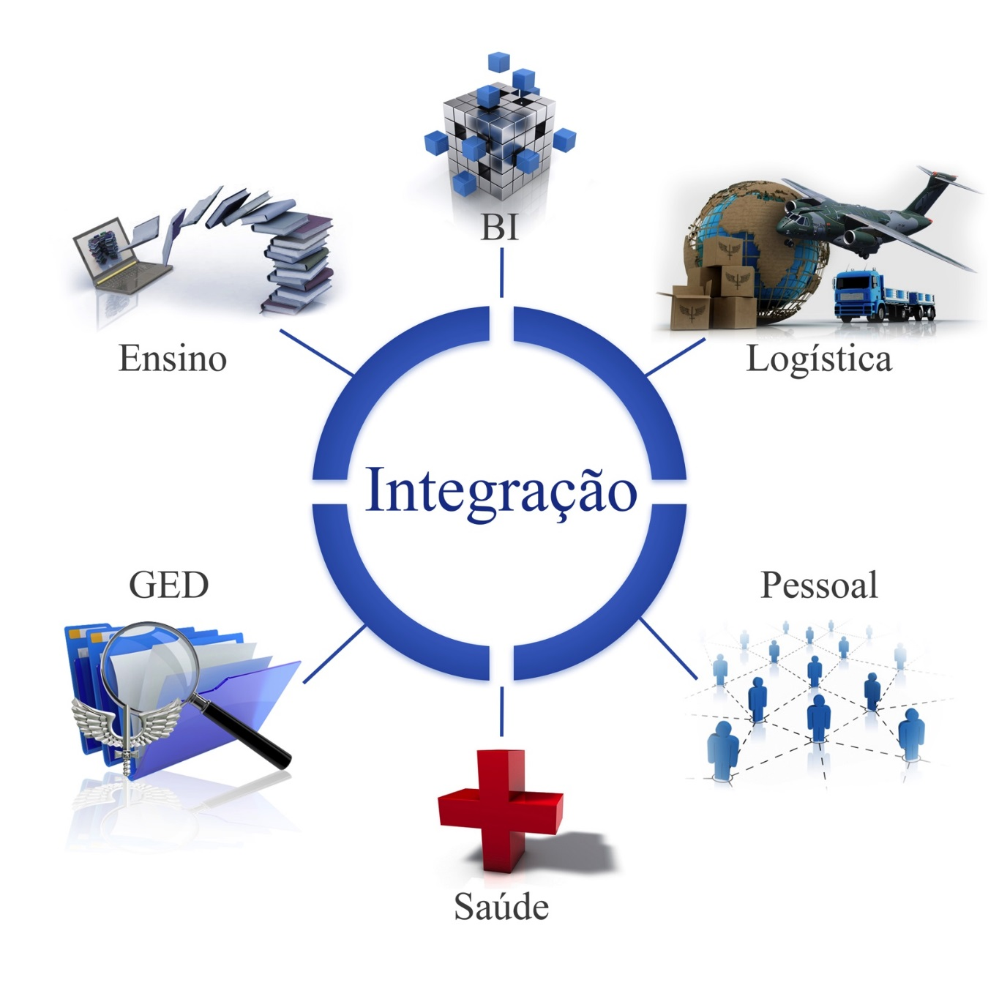 BI
Ensino
Logística
Integração
GED
Pessoal
Saúde